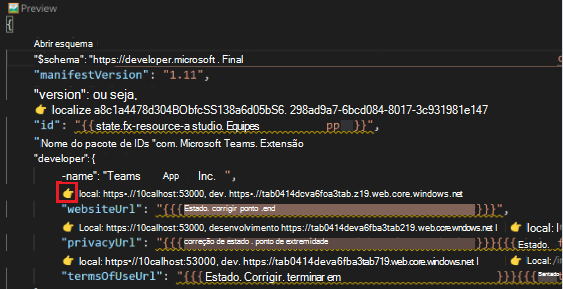 Preview
{
Abrir esquema
"$schema": "https://developer.microsoft . Final
"manifestVersion": "1.11",
"version": ou seja,
👉 localize a8c1a4478d304BObfcSS138a6d05bS6. 298ad9a7-6bcd084-8017-3c931981e147
"id": "{{state.fx-resource-a studio. Equipes pp }}",
"Nome do pacote de IDs "com. Microsoft Teams. Extensão
"developer": {
-name": "Teams App Inc. ",
👉 local: https•//10calhost:53000, dev. https•//tab0414dcva6foa3tab.z19.web.core.windows.net
"websiteUrl": "{{{Estado. corrigir ponto .end }}}",
👉 Local: https://10calhost:53000, desenvolvimento https://tab0414deva6fba3tab219.web.core.windows.net I 👉 local: l
"privacyUrl": "{{{correção de estado . ponto de extremidade }}}{{{Estado. f
👉 local: https•//10calhost:53000, dev. https://tab0414deva6fba3tab719.web.core.windows.net I 👉 Local:
"termsOfUseUrl": "{{{Estado. Corrigir. terminar em }}}{{{